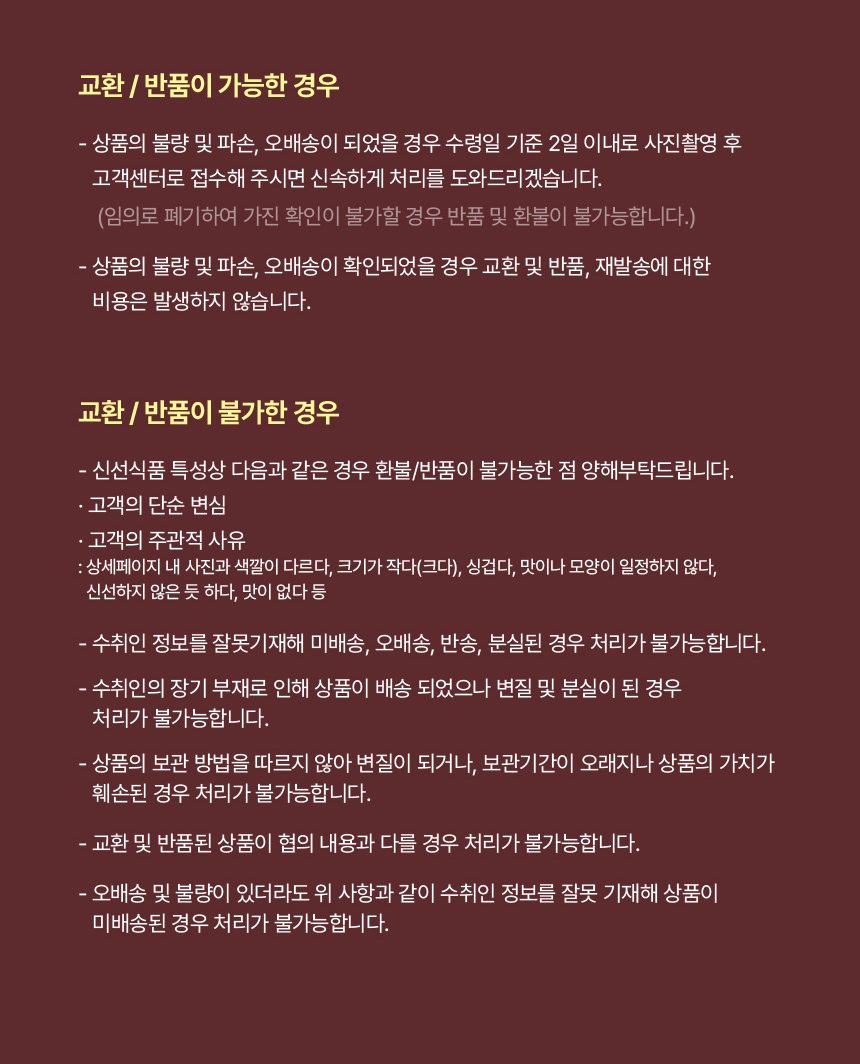 교환 / 반품이 가능한 경우
- 상품의 불량 및 파손, 오배송이 되었을 경우 수령일 기준 2일 이내로 사진촬영 후
고객센터로 접수해 주시면 신속하게 처리를 도와드리겠습니다.
(임의로 폐기하여 가진 확인이 불가할 경우 반품 및 환불이 불가능합니다.)
- 상품의 불량 및 파손, 오배송이 확인되었을 경우 교환 및 반품, 재발송에 대한
비용은 발생하지 않습니다.
교환 / 반품이 불가한 경우
- 신선식품 특성상 다음과 같은 경우 환불/반품이 불가능한 점 양해부탁드립니다.
· 고객의 단순 변심
· 고객의 주관적 사유
: 상세페이지 내 사진과 색깔이 다르다, 크기가 작다(크다), 싱겁다, 맛이나 모양이 일정하지 않다,
신선하지 않은 듯 하다, 맛이 없다 등
- 수취인 정보를 잘못기재해 미배송, 오배송, 반송, 분실된 경우 처리가 불가능합니다.
- 수취인의 장기 부재로 인해 상품이 배송 되었으나 변질 및 분실이 된 경우
처리가 불가능합니다.
- 상품의 보관 방법을 따르지 않아 변질이 되거나, 보관기간이 오래지나 상품의 가치가
훼손된 경우 처리가 불가능합니다.
- 교환 및 반품된 상품이 협의 내용과 다를 경우 처리가 불가능합니다.
- 오배송 및 불량이 있더라도 위 사항과 같이 수취인 정보를 잘못 기재해 상품이
미배송된 경우 처리가 불가능합니다.